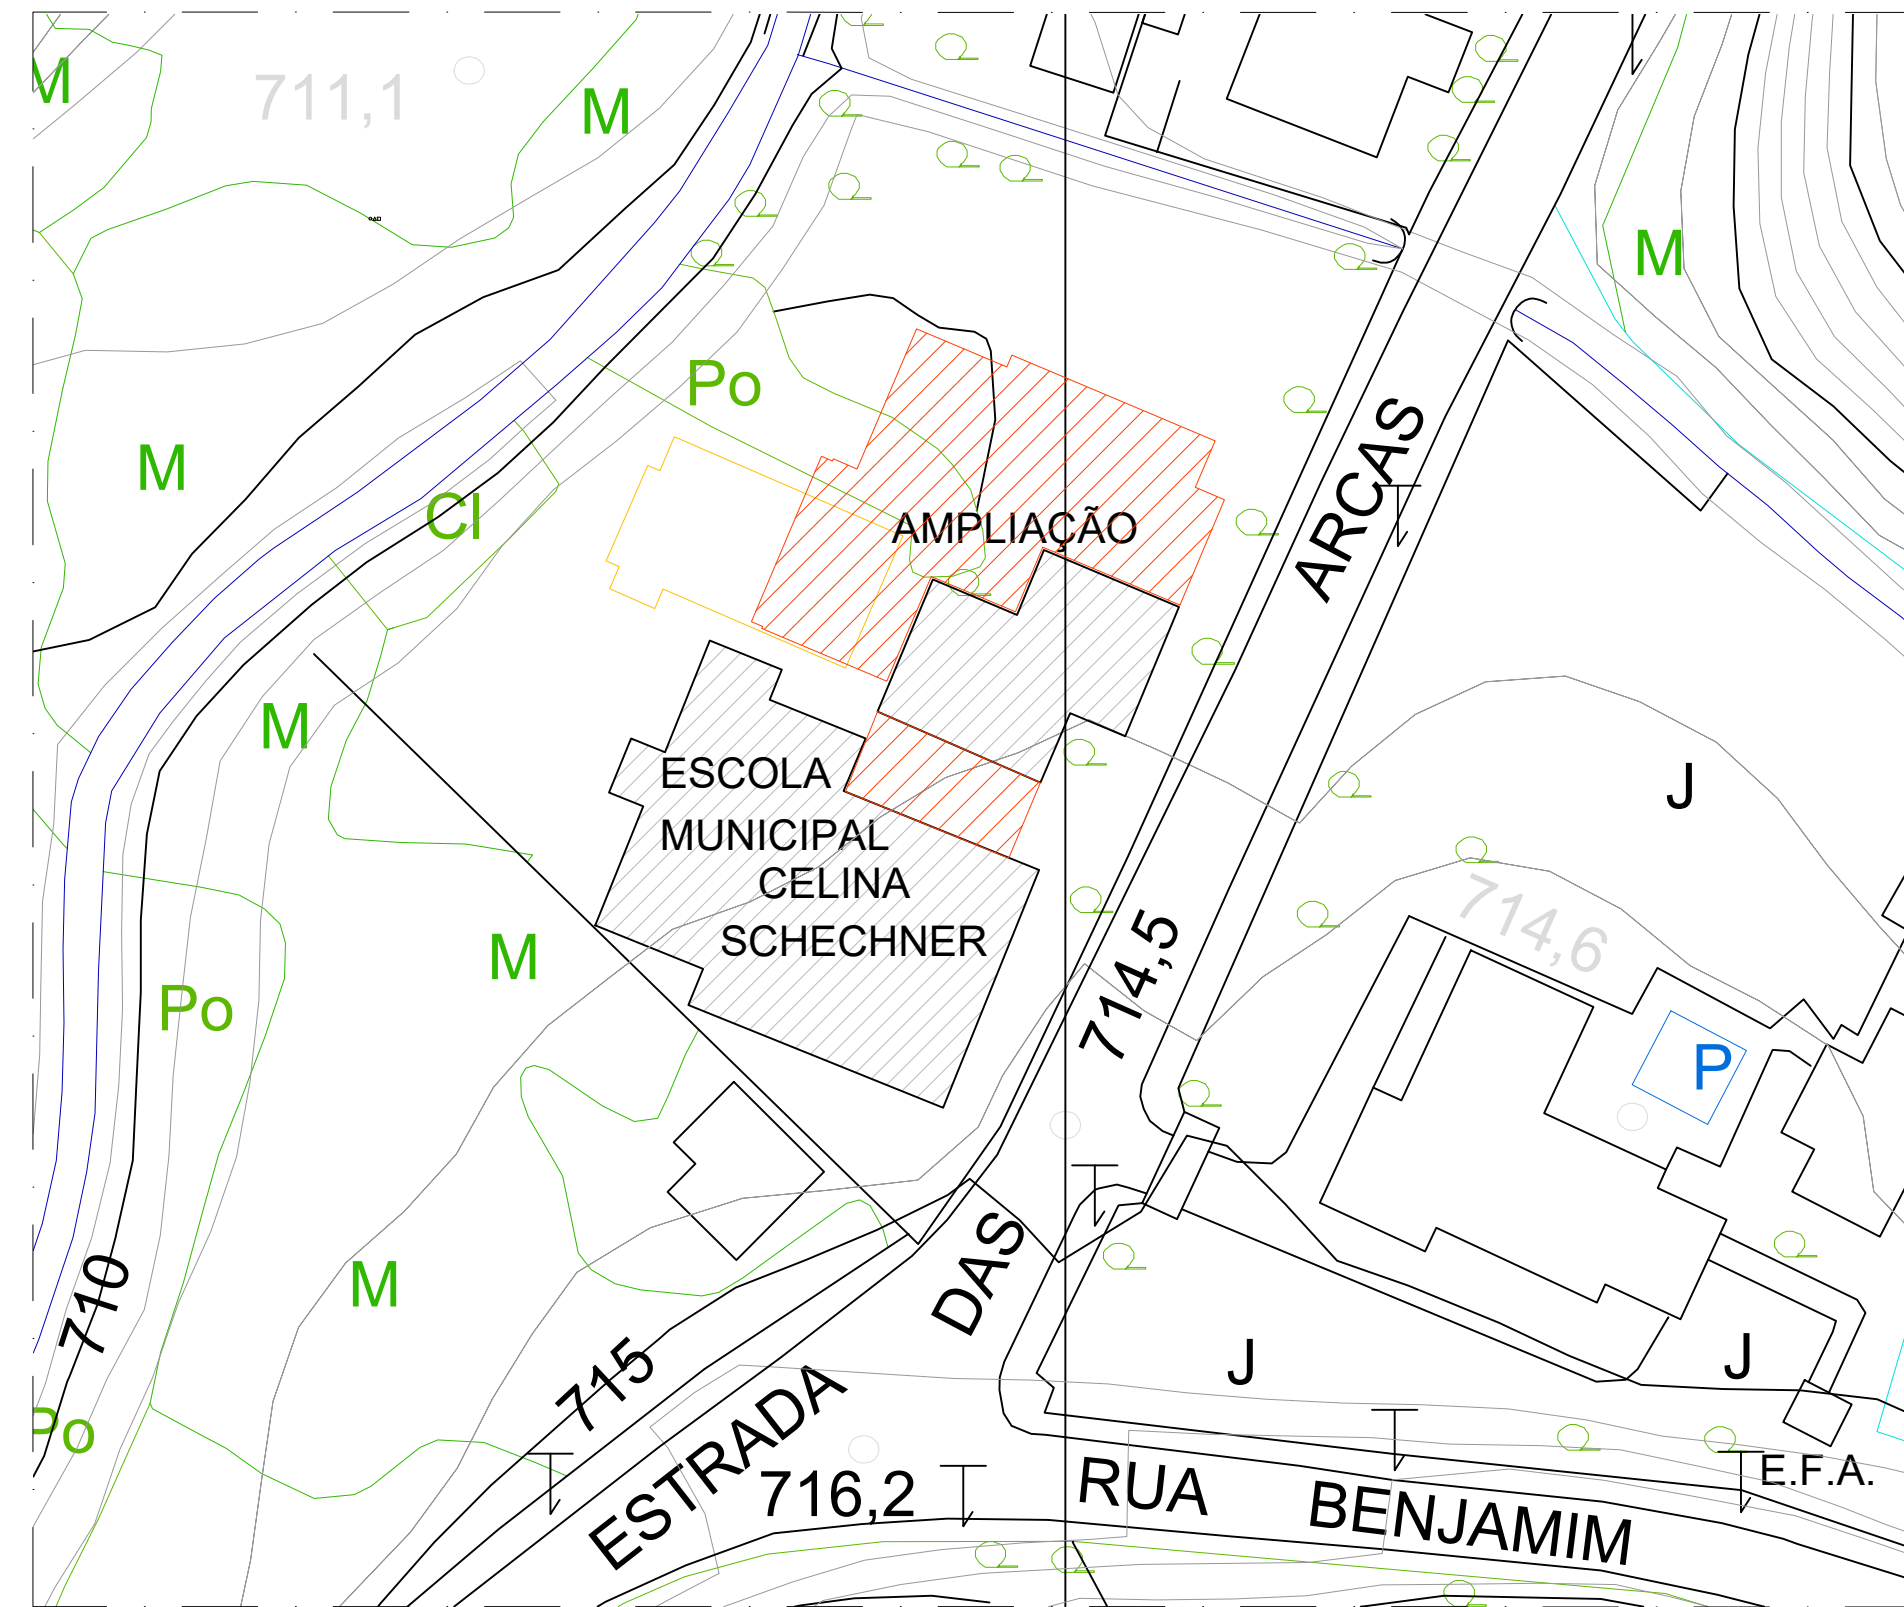 M
711,1
M
M
Po
M
ARCAS
Cl
AMPLIAÇÃO
M
ESCOLA
MUNICIPAL
CELINA
SCHECHNER
J
714,6
714,5
M
Po
P
DAS
M
710
715
J
J
ESTRADA
Po
716,2
RUA
BENJAMIM
E.F.A.